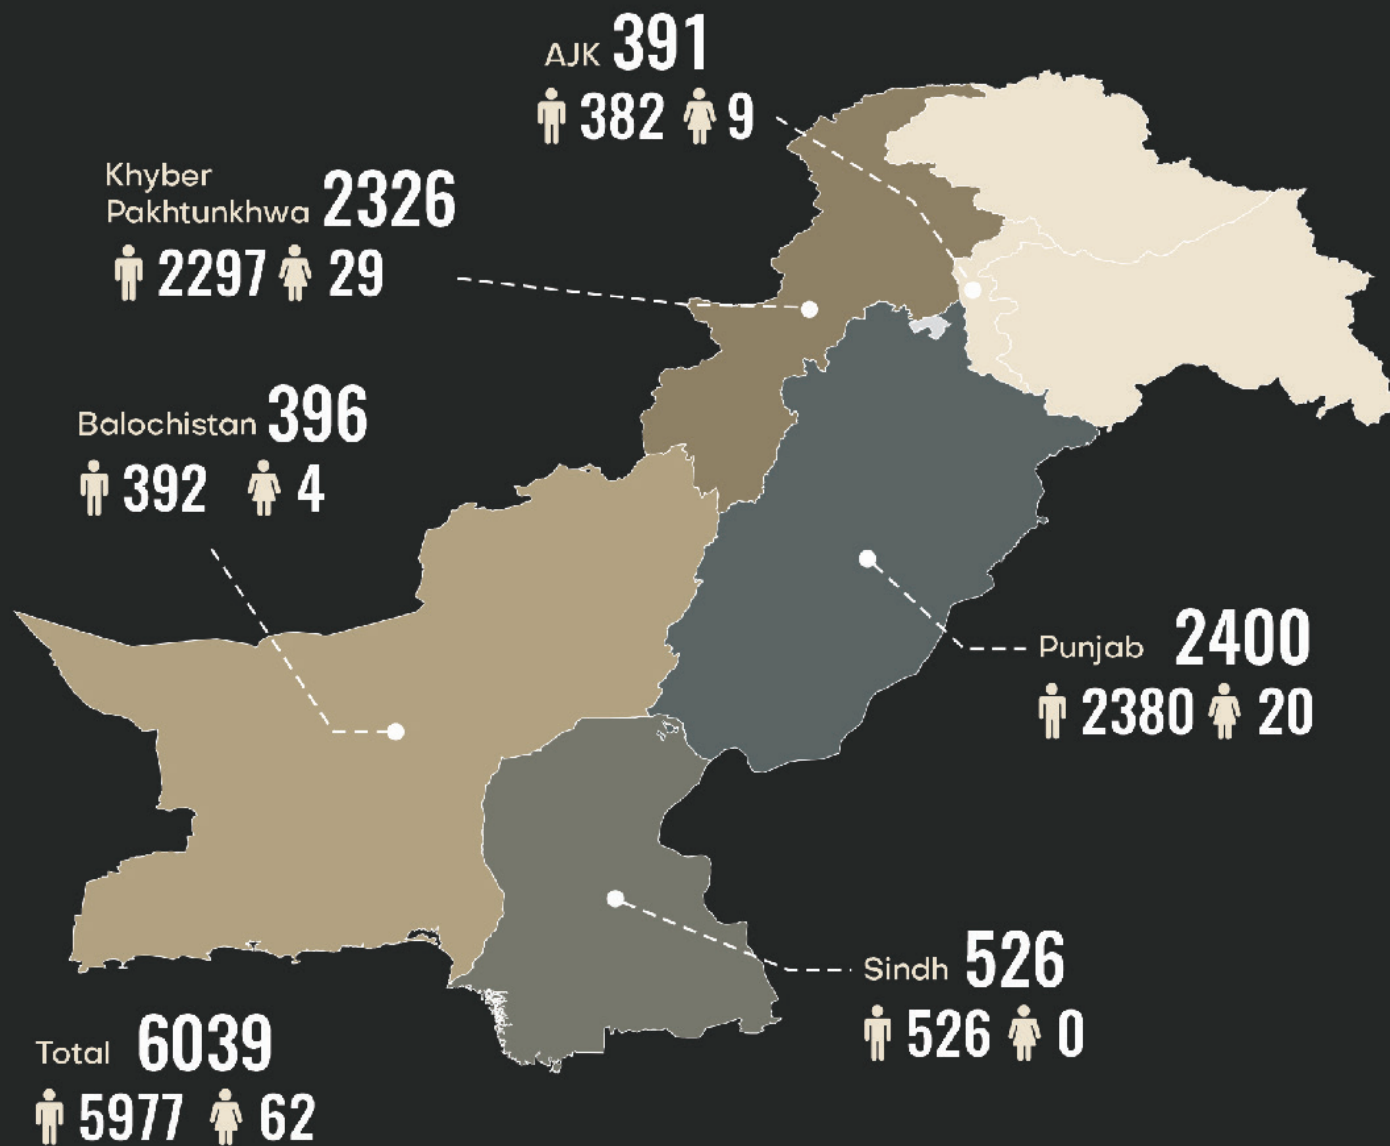 AJK 391
382 9
Khyber
Pakhtunkhwa 2326
2297 29
Balochistan 396
392 4
Punjab 2400
2380 20
Sindh 526
526 0
Total 6039
5977 62